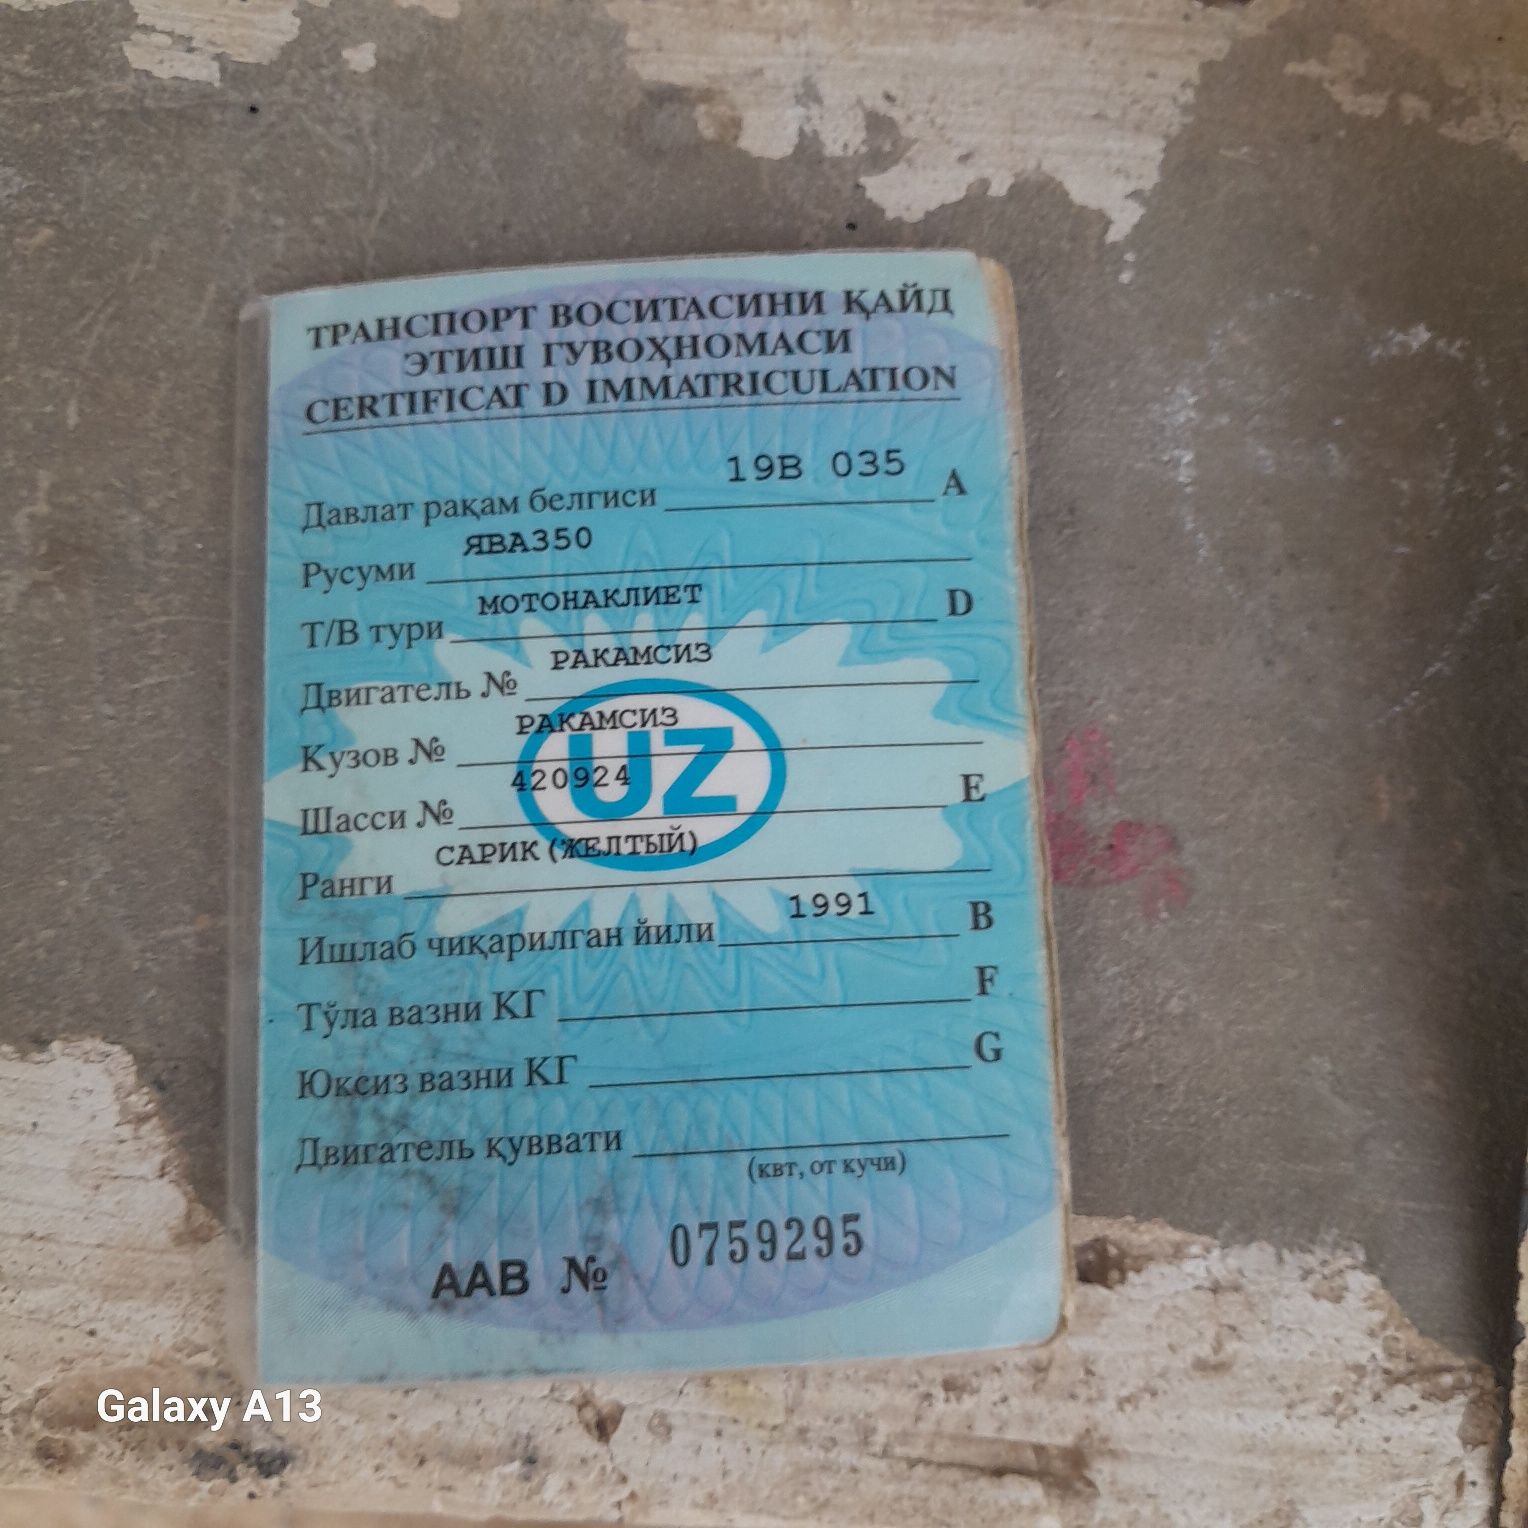 ТРАНСПОРТ ВОСИТАСИНИ ҚАЙД
ЭТИШ ГУВОҲНОМАСИ
CERTIFICAT D IMMATRICULATION
Давлат рақам белгиси 19В 035 A
Русуми ЯВА350
Т/В тури МОТОНАКЛИЕТ D
Двигатель № РАКАМСИЗ
Кузов № РАКАМСИЗ
Шасси № 420924 E
Ранги САРИК (ЖЕЛТЫЙ)
Ишлаб чиқарилган йили 1991 B
Тўла вазни КГ F
Юксиз вазни КГ G
Двигатель қуввати
(квт, от кучи)
ААВ № 0759295
UZ
Galaxy A13